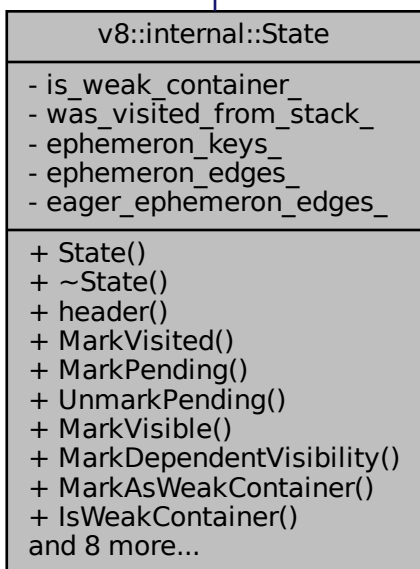 v8::internal::State
- is_weak_container_
- was_visited_from_stack_
- ephemeron_keys_
- ephemeron_edges_
- eager_ephemeron_edges_
+ State()
+ ~State()
+ header()
+ MarkVisited()
+ MarkPending()
+ UnmarkPending()
+ MarkVisible()
+ MarkDependentVisibility()
+ MarkAsWeakContainer()
+ IsWeakContainer()
and 8 more...